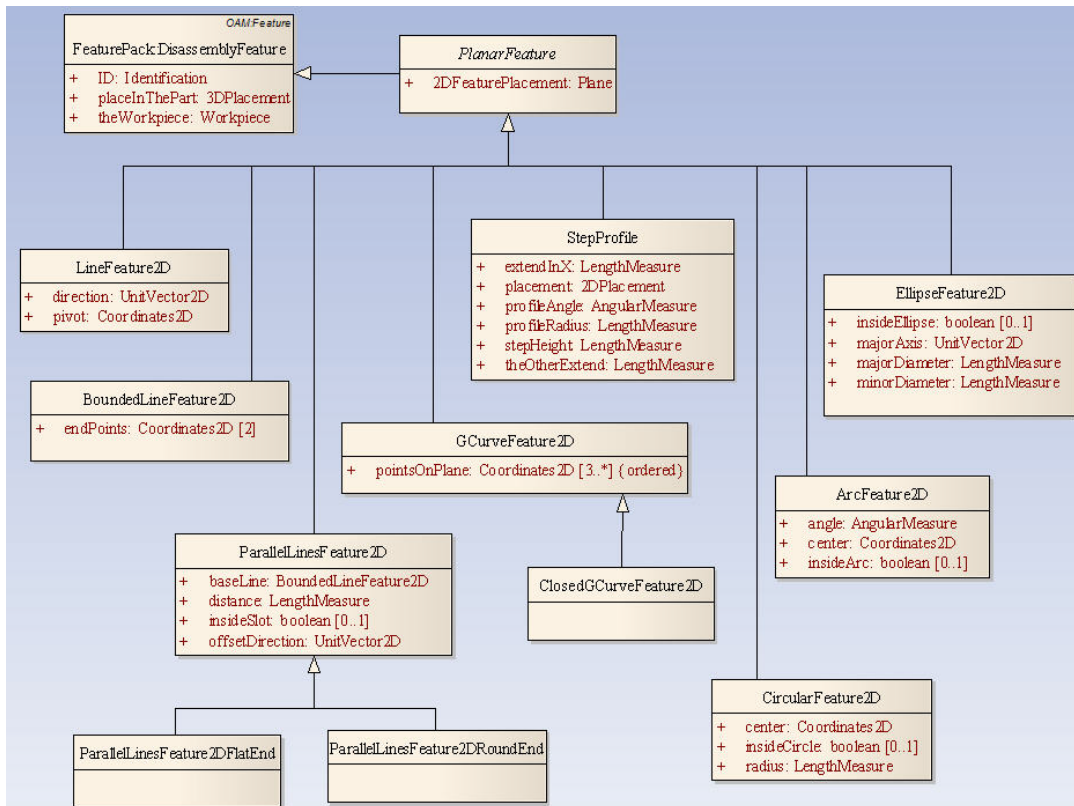 OAM:Feature
FeaturePack:DisassemblyFeature
+ ID: Identification
+ placeInThePart: 3DPlacement
+ theWorkpiece: Workpiece
PlanarFeature
+ 2DFeaturePlacement: Plane
LineFeature2D
+ direction: UnitVector2D
+ pivot: Coordinates2D
StepProfile
+ extendInX: LengthMeasure
+ placement: 2DPlacement
+ profileAngle: AngularMeasure
+ profileRadius: LengthMeasure
+ stepHeight: LengthMeasure
+ theOtherExtend: LengthMeasure
EllipseFeature2D
+ insideEllipse: boolean [0..1]
+ majorAxis: UnitVector2D
+ majorDiameter: LengthMeasure
+ minorDiameter: LengthMeasure
BoundedLineFeature2D
+ endPoints: Coordinates2D [2]
GCurveFeature2D
+ pointsOnPlane: Coordinates2D [3..*] {ordered}
ArcFeature2D
+ angle: AngularMeasure
+ center: Coordinates2D
+ insideArc: boolean [0..1]
ParallelLinesFeature2D
+ baseLine: BoundedLineFeature2D
+ distance: LengthMeasure
+ insideSlot: boolean [0..1]
+ offsetDirection: UnitVector2D
ClosedGCurveFeature2D
CircularFeature2D
+ center: Coordinates2D
+ insideCircle: boolean [0..1]
+ radius: LengthMeasure
ParallelLinesFeature2DFlatEnd
ParallelLinesFeature2DRoundEnd